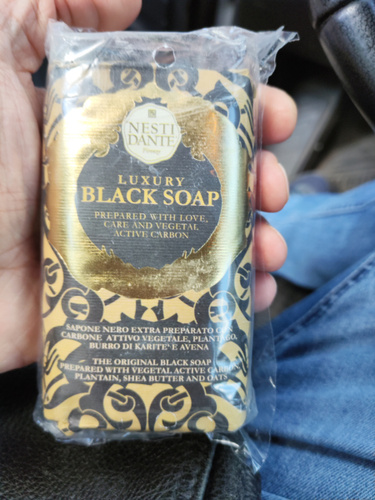 NESTI
DANTE
Firenze
LUXURY
BLACK SOAP
PREPARED WITH LOVE,
CARE AND VEGETAL
ACTIVE CARBON
SAPONE NERO EXTRA PREPARATO CON
CARBONE ATTIVO VEGETALE, PLANTAGO,
BURRO DI KARITE' E AVENA
THE ORIGINAL BLACK SOAP
PREPARED WITH VEGETAL ACTIVE
PLANTAIN, SHEA BUTTER AND OATS